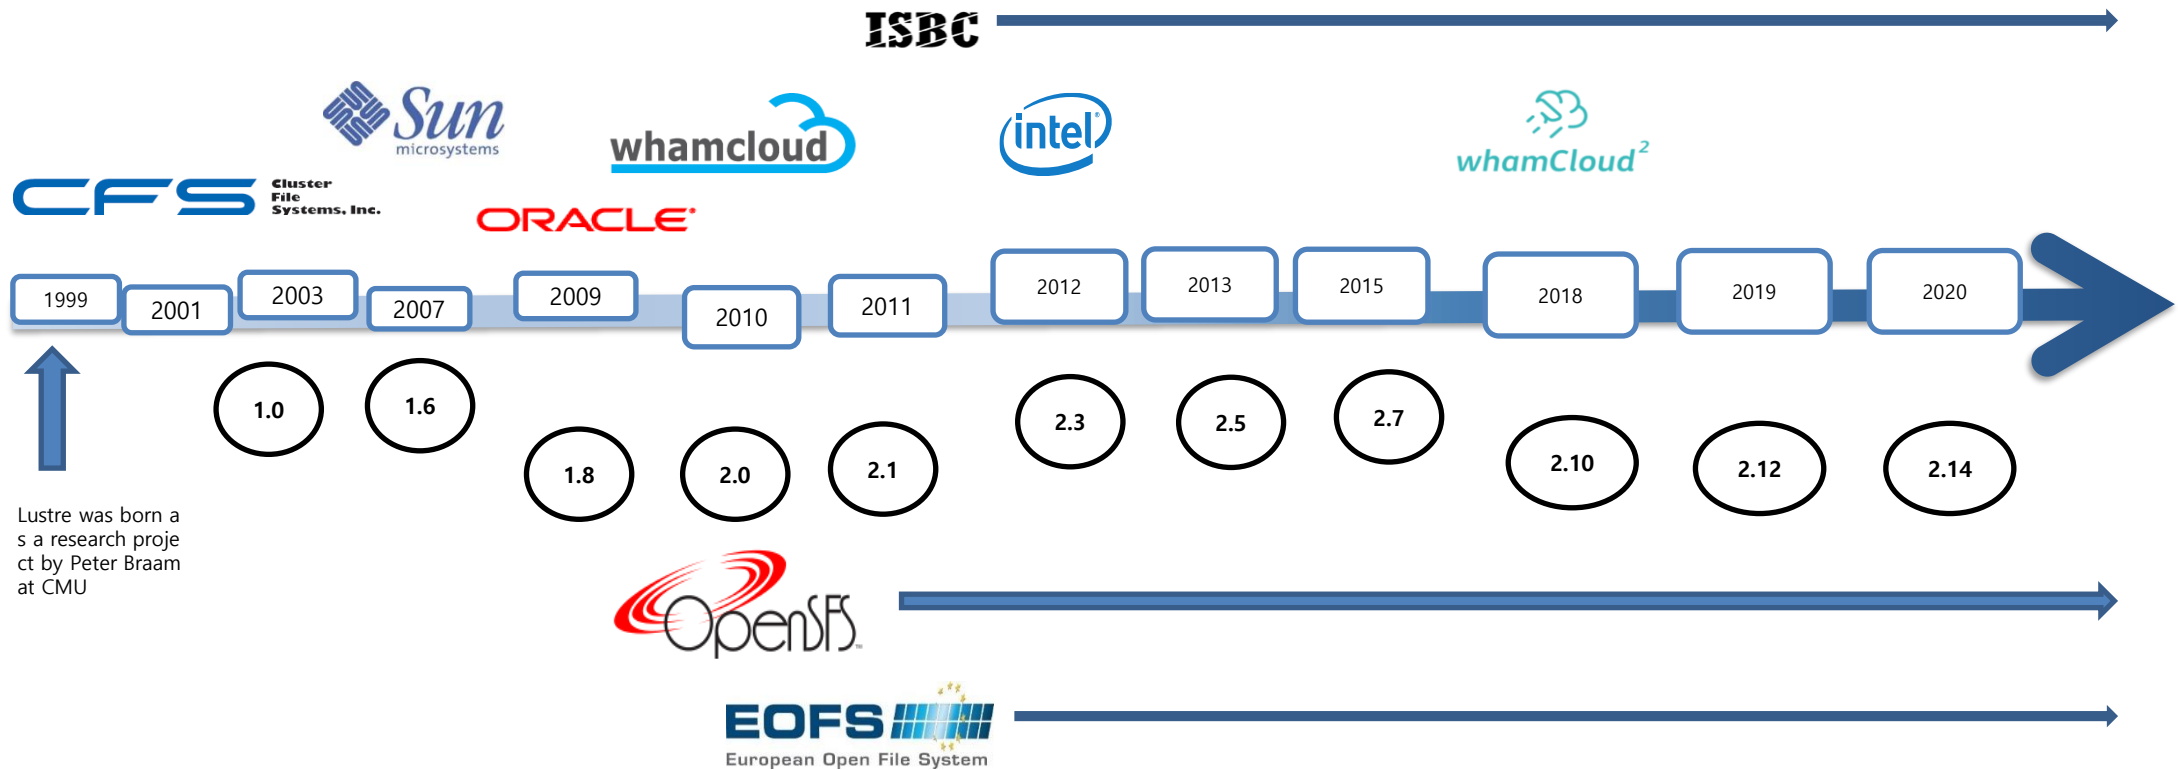 ISBC
Sun
microsystems
whamcloud
intel
whamCloud²
CFS
Cluster
File
Systems, Inc.
ORACLE
1999
2001
2003
2007
2009
2010
2011
2012
2013
2015
2018
2019
2020
1.0
1.6
1.8
2.0
2.1
2.3
2.5
2.7
2.10
2.12
2.14
Lustre was born a
s a research proje
ct by Peter Braam
at CMU
OpenSFS™
EOFS
European Open File System